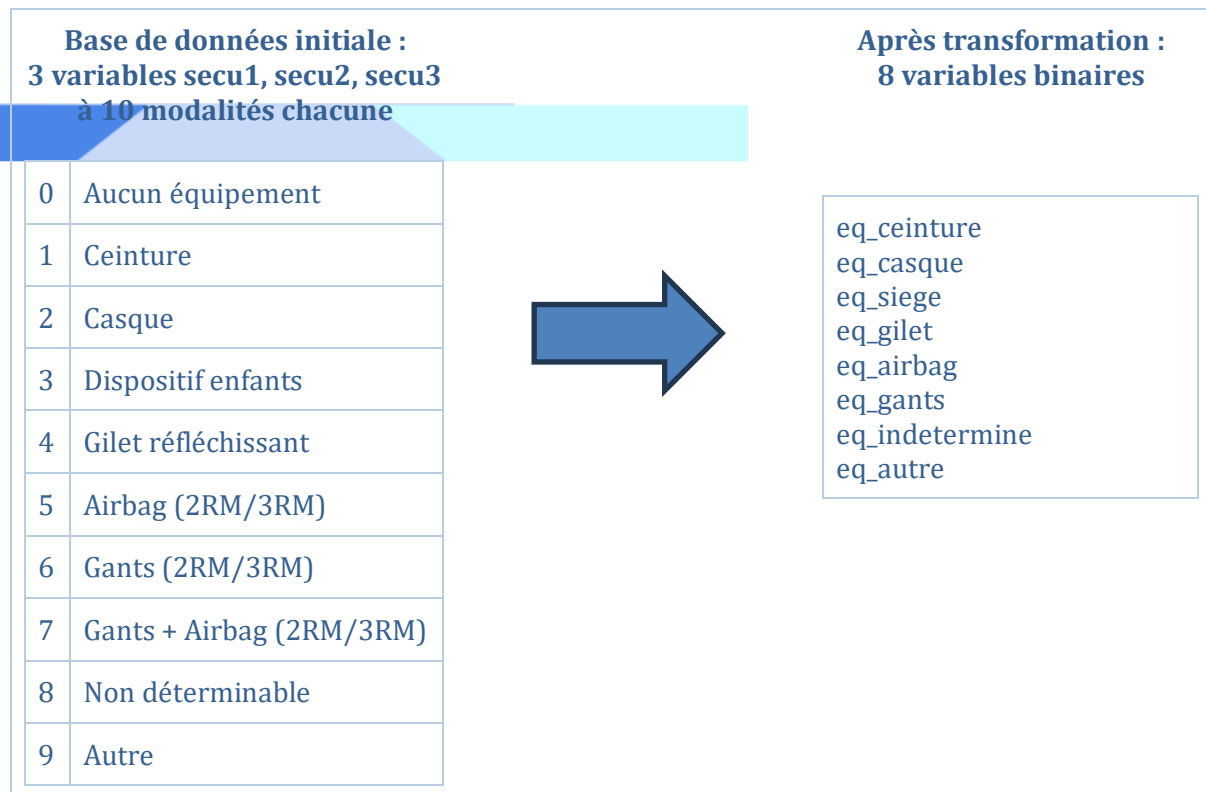 Base de données initiale :
3 variables secu1, secu2, secu3
à 10 modalités chacune
0 Aucun équipement
1 Ceinture
2 Casque
3 Dispositif enfants
4 Gilet réfléchissant
5 Airbag (2RM/3RM)
6 Gants (2RM/3RM)
7 Gants + Airbag (2RM/3RM)
8 Non déterminable
9 Autre
Après transformation :
8 variables binaires
eq_ceinture
eq_casque
eq_siege
eq_gilet
eq_airbag
eq_gants
eq_indetermine
eq_autre